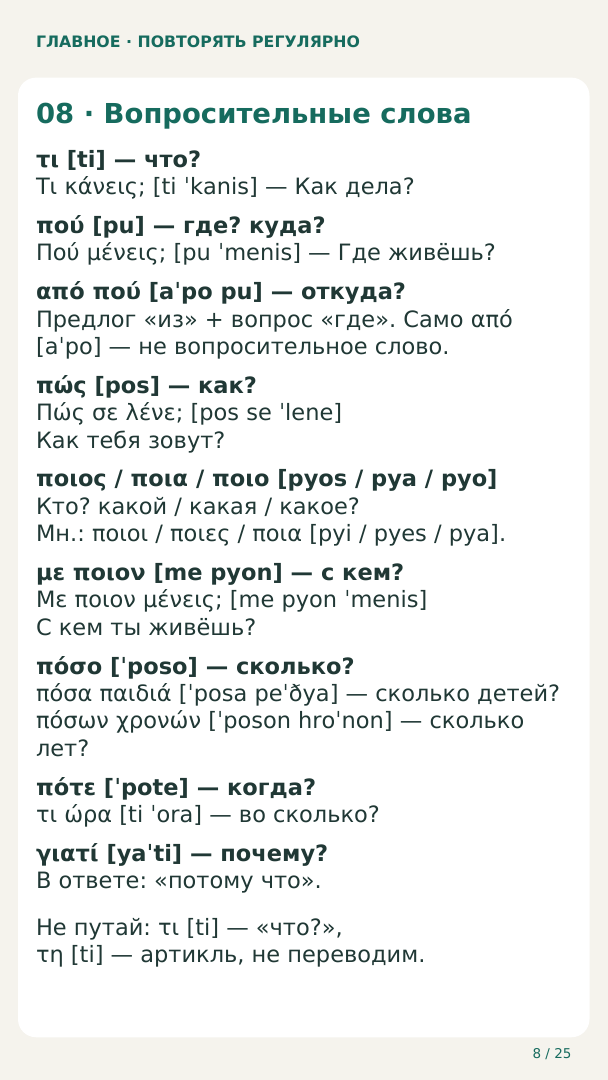 ГЛАВНОЕ · ПОВТОРЯТЬ РЕГУЛЯРНО
08 · Вопросительные слова
τι [ti] — что?
Τι κάνεις; [ti ˈkanis] — Как дела?
πού [pu] — где? куда?
Πού μένεις; [pu ˈmenis] — Где живёшь?
από πού [aˈpo pu] — откуда?
Предлог «из» + вопрос «где». Само από
[aˈpo] — не вопросительное слово.
πώς [pos] — как?
Πώς σε λένε; [pos se ˈlene]
Как тебя зовут?
ποιος / ποια / ποιο [pyos / pya / pyo]
Кто? какой / какая / какое?
Мн.: ποιοι / ποιες / ποια [pyi / pyes / pya].
με ποιον [me pyon] — с кем?
Με ποιον μένεις; [me pyon ˈmenis]
С кем ты живёшь?
πόσο [ˈposo] — сколько?
πόσα παιδιά [ˈposa peˈðya] — сколько детей?
πόσων χρονών [ˈposon hroˈnon] — сколько
лет?
πότε [ˈpote] — когда?
τι ώρα [ti ˈora] — во сколько?
γιατί [yaˈti] — почему?
В ответе: «потому что».
Не путай: τι [ti] — «что?»,
τη [ti] — артикль, не переводим.
8 / 25